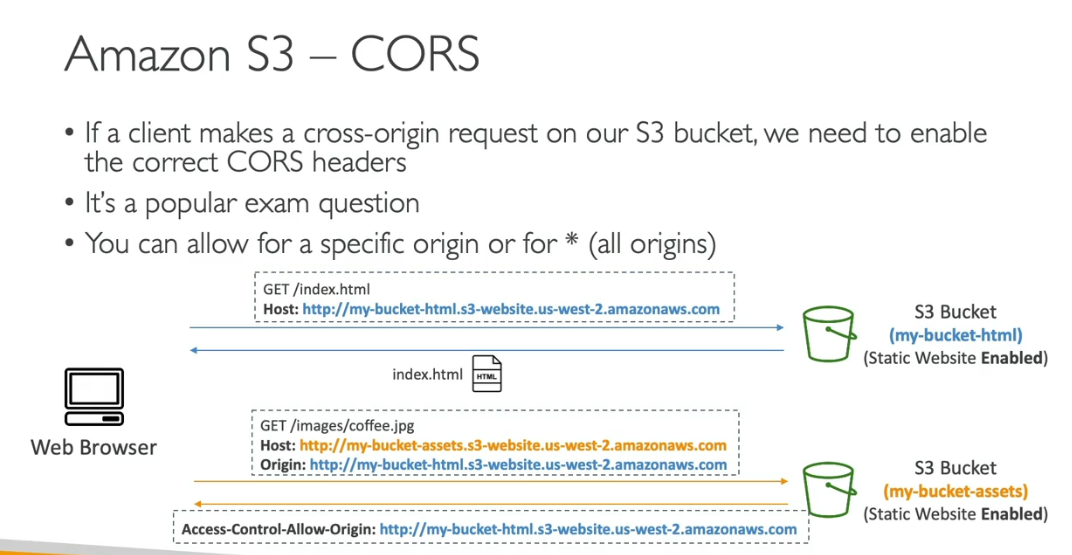 Amazon S3 – CORS
• If a client makes a cross-origin request on our S3 bucket, we need to enable
the correct CORS headers
• It's a popular exam question
• You can allow for a specific origin or for * (all origins)
GET /index.html
Host: http://my-bucket-html.s3-website.us-west-2.amazonaws.com
S3 Bucket
(my-bucket-html)
(Static Website Enabled)
index.html
HTML
Web Browser
GET /images/coffee.jpg
Host: http://my-bucket-assets.s3-website.us-west-2.amazonaws.com
Origin: http://my-bucket-html.s3-website.us-west-2.amazonaws.com
S3 Bucket
(my-bucket-assets)
(Static Website Enabled)
Access-Control-Allow-Origin: http://my-bucket-html.s3-website.us-west-2.amazonaws.com